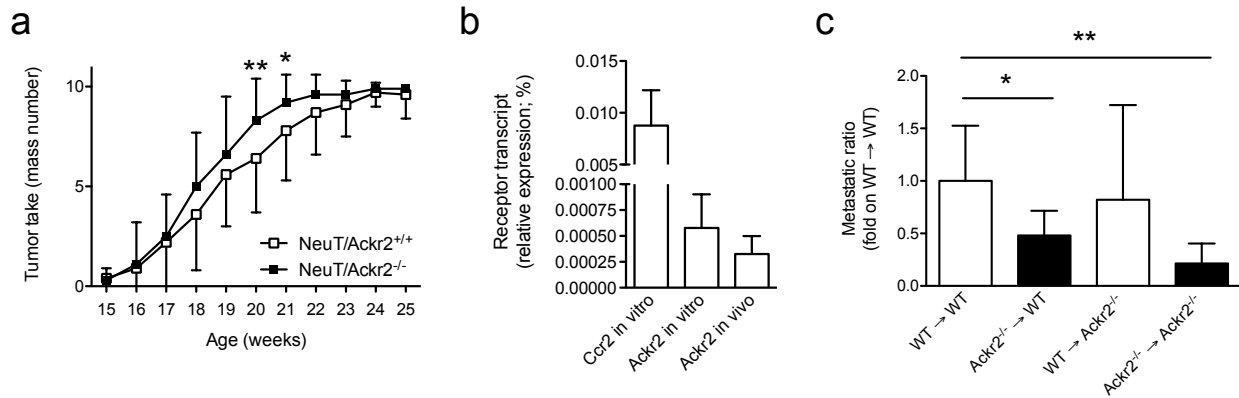 a
Tumor take (mass number)
10
5
0
** *
NeuT/Ackr2+/+
NeuT/Ackr2-/-
15 16 17 18 19 20 21 22 23 24 25
Age (weeks)
b
Receptor transcript
(relative expression; %)
0.015
0.010
0.005
0.00100
0.00075
0.00050
0.00025
0.00000
Ccr2 in vitro
Ackr2 in vitro
Ackr2 in vivo
c
Metastatic ratio
(fold on WT → WT)
2.0
1.5
1.0
0.5
0.0
**
*
WT → WT
Ackr2-/- → WT
WT → Ackr2-/-
Ackr2-/- → Ackr2-/-